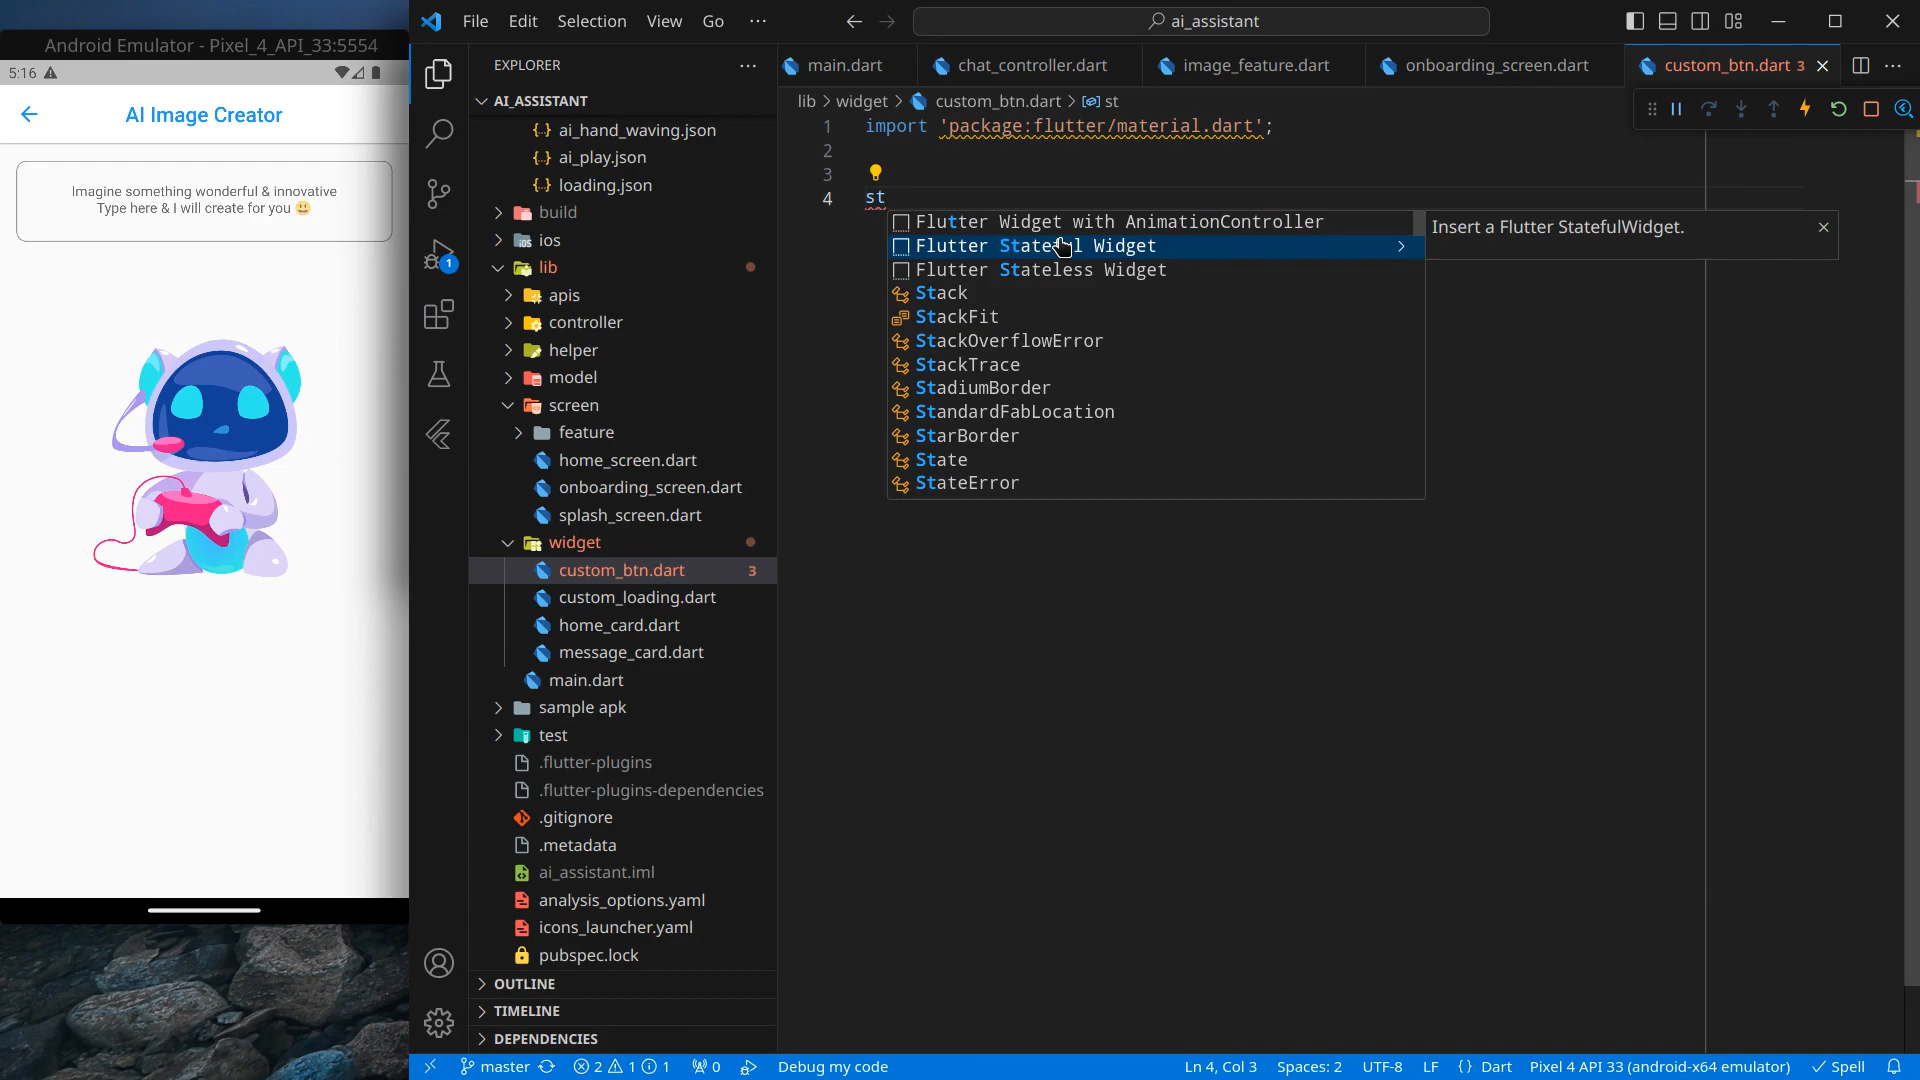 Android Emulator - Pixel_4_API_33:5554
5:16
AI Image Creator
Imagine something wonderful & innovative
Type here & I will create for you 😃
File Edit Selection View Go ···
ai_assistant
EXPLORER ···
AI_ASSISTANT
ai_hand_waving.json
ai_play.json
loading.json
build
ios
lib
apis
controller
helper
model
screen
feature
home_screen.dart
onboarding_screen.dart
splash_screen.dart
widget
custom_btn.dart 3
custom_loading.dart
home_card.dart
message_card.dart
main.dart
sample apk
test
.flutter-plugins
.flutter-plugins-dependencies
.gitignore
.metadata
ai_assistant.iml
analysis_options.yaml
icons_launcher.yaml
pubspec.lock
OUTLINE
TIMELINE
DEPENDENCIES
1
main.dart chat_controller.dart image_feature.dart onboarding_screen.dart custom_btn.dart 3
lib > widget > custom_btn.dart > st
1 import 'package:flutter/material.dart';
2
3
4 st
Flutter Widget with AnimationController
Flutter Stateful Widget
Flutter Stateless Widget
Stack
StackFit
StackOverflowError
StackTrace
StadiumBorder
StandardFabLocation
StarBorder
State
StateError
Insert a Flutter StatefulWidget.
master 2 1 1 0 Debug my code Ln 4, Col 3 Spaces: 2 UTF-8 LF {} Dart Pixel 4 API 33 (android-x64 emulator) Spell